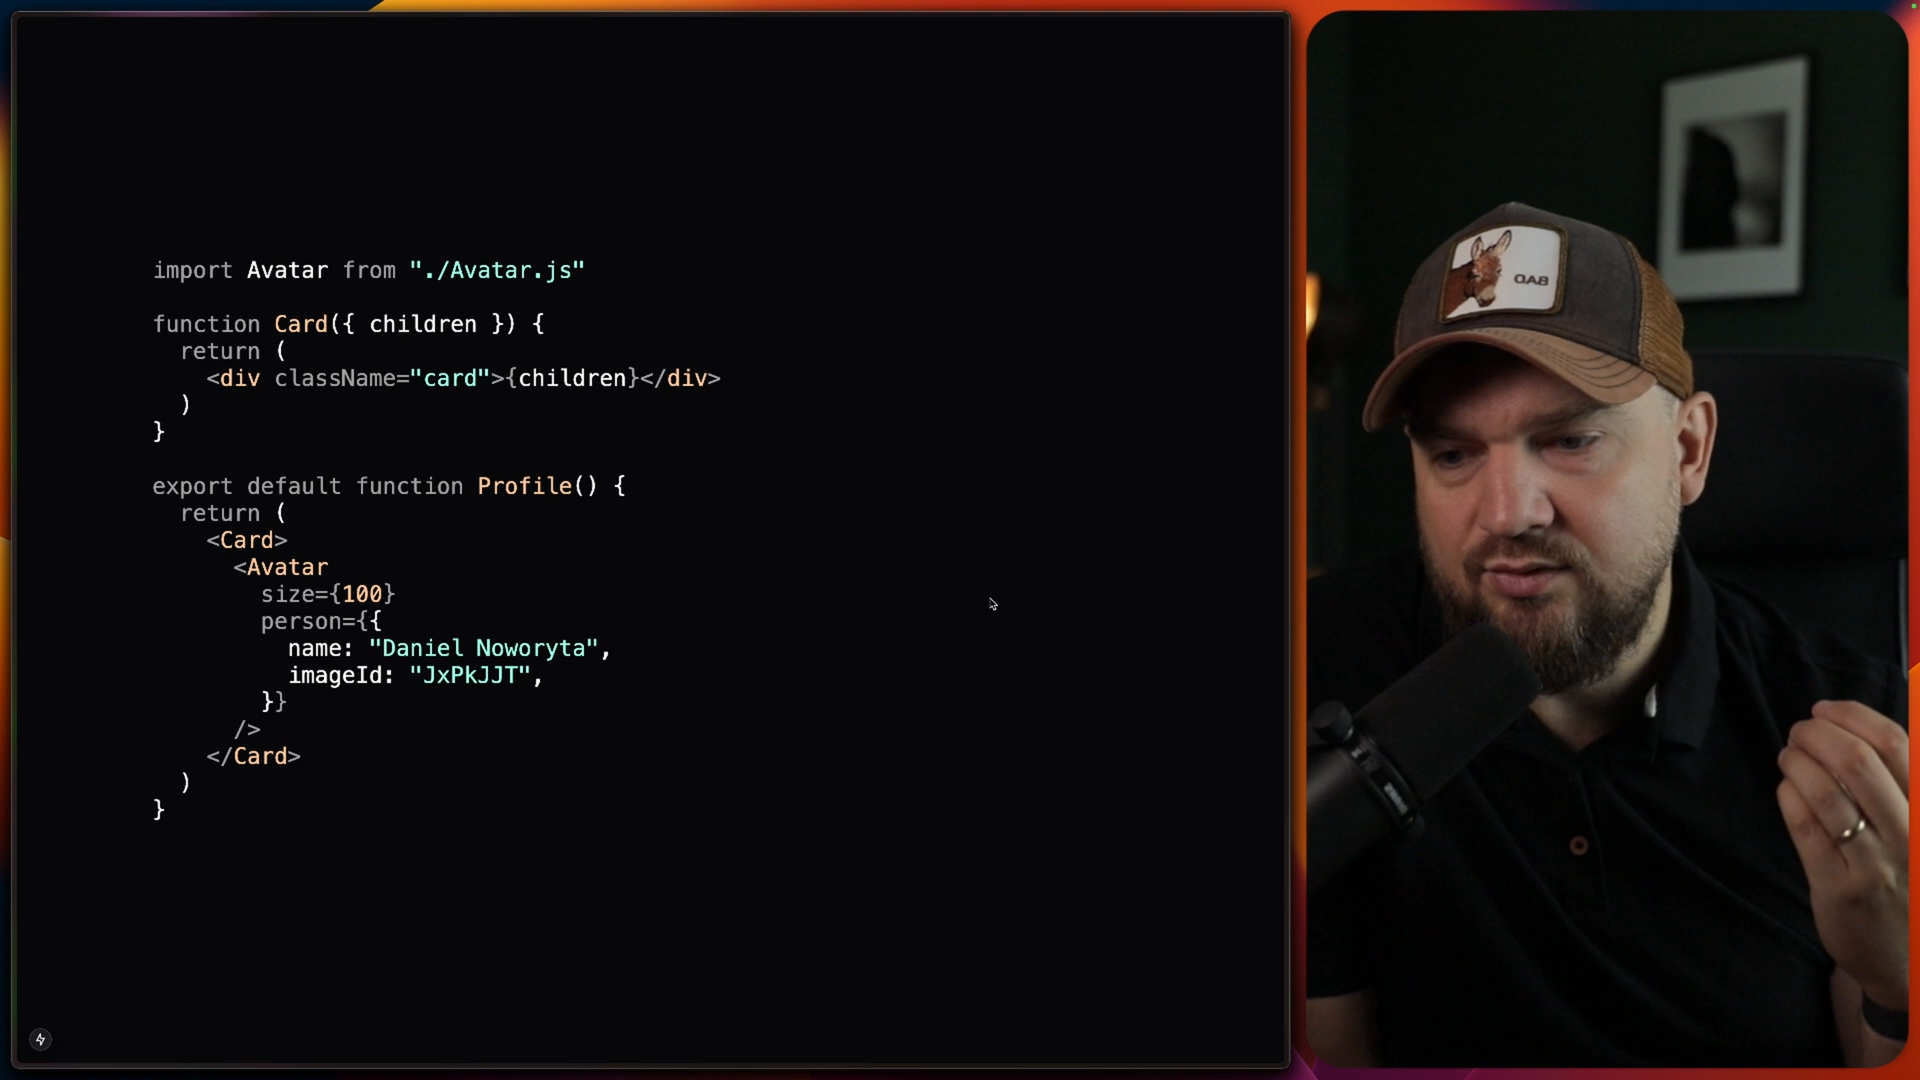 import Avatar from "./Avatar.js"
function Card({ children }) {
return (
<div className="card">{children}</div>
)
}
export default function Profile() {
return (
<Card>
<Avatar
size={100}
person={{
name: "Daniel Noworyta",
imageId: "JxPkJJT",
}}
/>
</Card>
)
}
BAD